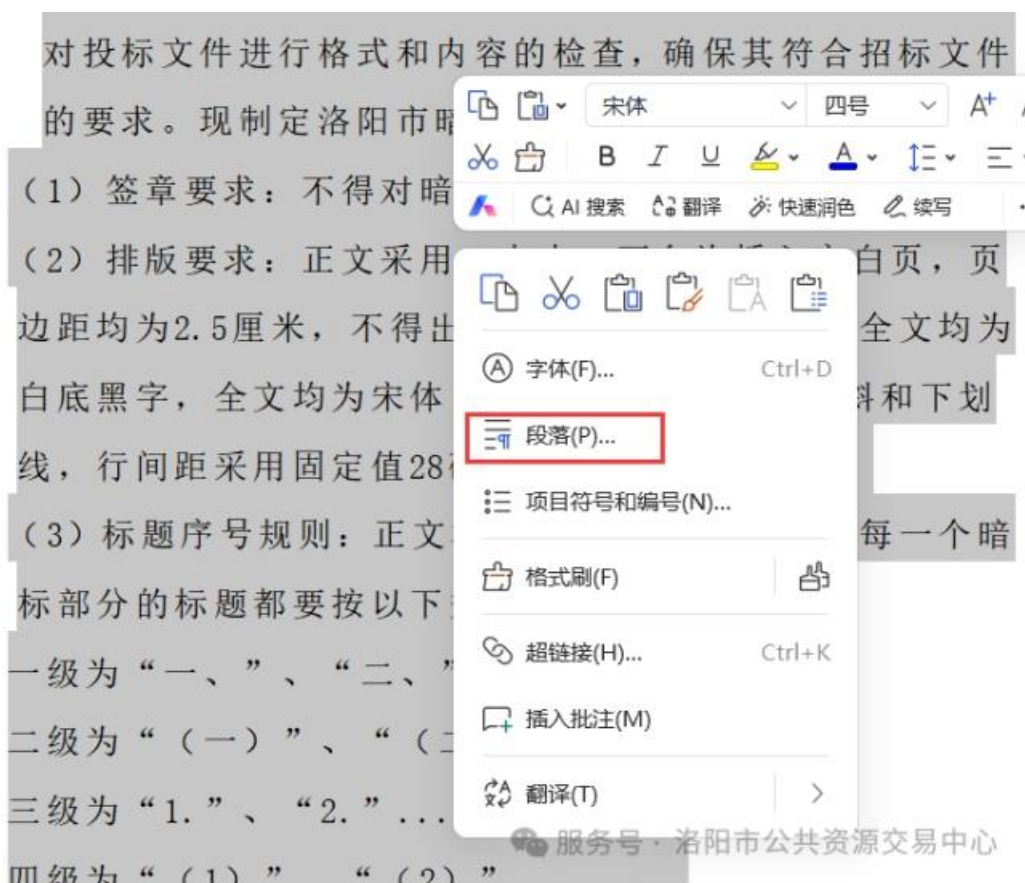 对投标文件进行格式和内容的检查，确保其符合招标文件
的要求。现制定洛阳市暗
（1）签章要求：不得对暗
（2）排版要求：正文采用
白页，页
边距均为2.5厘米，不得出
全文均为
白底黑字，全文均为宋体
和下划
线，行间距采用固定值28
（3）标题序号规则：正文
每一个暗
标部分的标题都要按以下
一级为“一、”、“二、”
二级为“（一）”、“（二
三级为“1.”、“2.”...
四级为“（1）”、“（2）”
宋体 四号 A+
B I U A
AI 搜索 翻译 快速润色 续写
字体(F)... Ctrl+D
段落(P)...
项目符号和编号(N)...
格式刷(F)
超链接(H)... Ctrl+K
插入批注(M)
翻译(T)
服务号 · 洛阳市公共资源交易中心